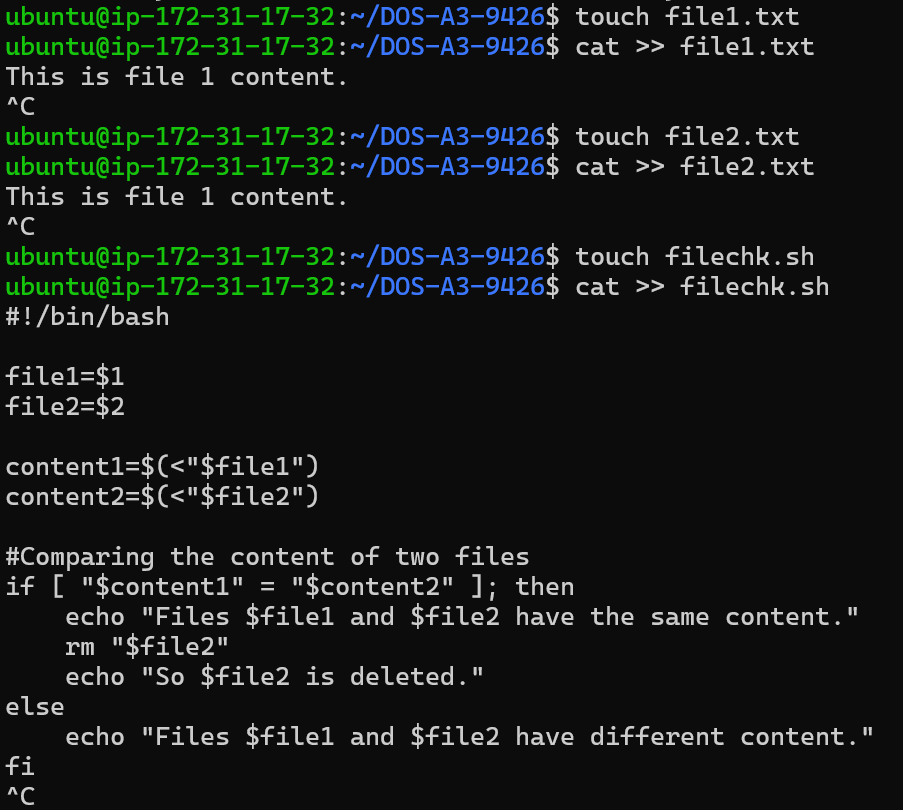 ubuntu@ip-172-31-17-32:~/DOS-A3-9426$ touch file1.txt
ubuntu@ip-172-31-17-32:~/DOS-A3-9426$ cat >> file1.txt
This is file 1 content.
^C
ubuntu@ip-172-31-17-32:~/DOS-A3-9426$ touch file2.txt
ubuntu@ip-172-31-17-32:~/DOS-A3-9426$ cat >> file2.txt
This is file 1 content.
^C
ubuntu@ip-172-31-17-32:~/DOS-A3-9426$ touch filechk.sh
ubuntu@ip-172-31-17-32:~/DOS-A3-9426$ cat >> filechk.sh
#!/bin/bash

file1=$1
file2=$2

content1=$(<"$file1")
content2=$(<"$file2")

#Comparing the content of two files
if [ "$content1" = "$content2" ]; then
    echo "Files $file1 and $file2 have the same content."
    rm "$file2"
    echo "So $file2 is deleted."
else
    echo "Files $file1 and $file2 have different content."
fi
^C